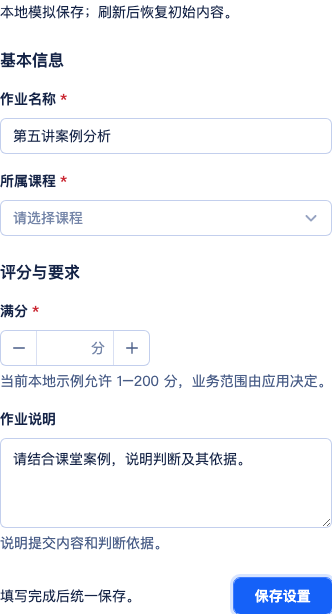 本地模拟保存；刷新后恢复初始内容。
基本信息
作业名称 *
第五讲案例分析
所属课程 *
请选择课程
评分与要求
满分 *
− 分 +
当前本地示例允许 1–200 分，业务范围由应用决定。
作业说明
请结合课堂案例，说明判断及其依据。
说明提交内容和判断依据。
填写完成后统一保存。
保存设置